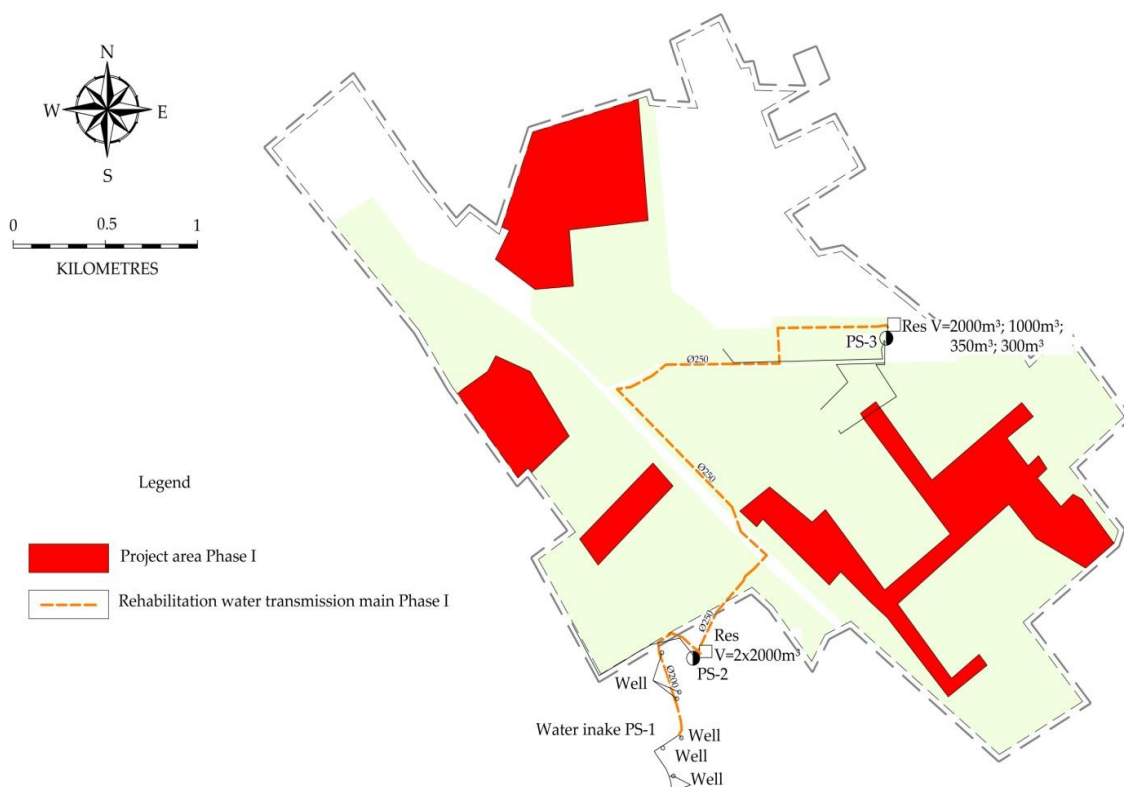 N
W E
S
0 0.5 1
KILOMETRES
Res V=2000m³; 1000m³;
350m³; 300m³
PS-3
Ø250
Ø250
Legend
Project area Phase I
Rehabilitation water transmission main Phase I
Ø250
Res
V=2x2000m³
PS-2
Ø200
Well
Water inake PS-1
Well
Well
Well